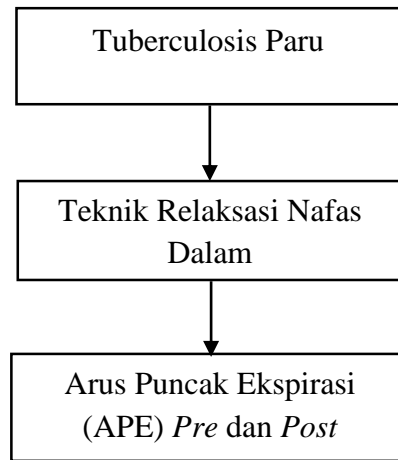 Tuberculosis Paru
Teknik Relaksasi Nafas
Dalam
Arus Puncak Ekspirasi
(APE) Pre dan Post